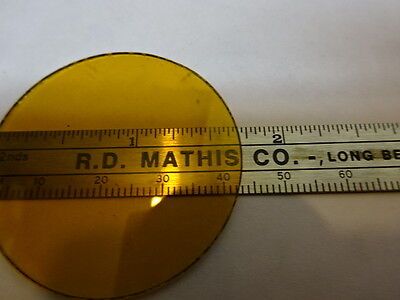 1 2
2nds R.D. MATHIS CO. -, LONG BE
10 20 30 40 50 60